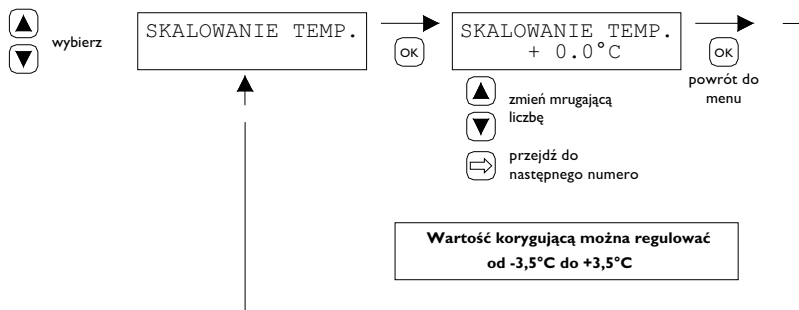 wybierz
SKALOWANIE TEMP.
OK
SKALOWANIE TEMP.
+ 0.0°C
OK
powrót do
menu
zmień mrugającą
liczbę
przejdź do
następnego numero
Wartość korygującą można regulować
od -3,5°C do +3,5°C